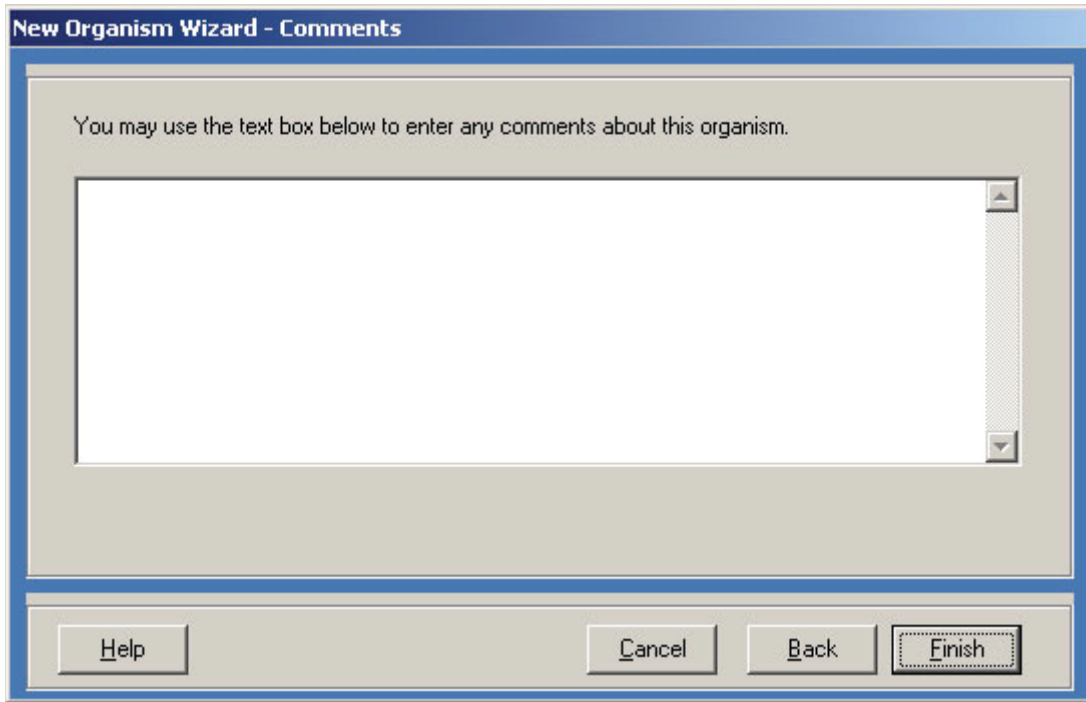 New Organism Wizard - Comments
You may use the text box below to enter any comments about this organism.
Help Cancel Back Finish